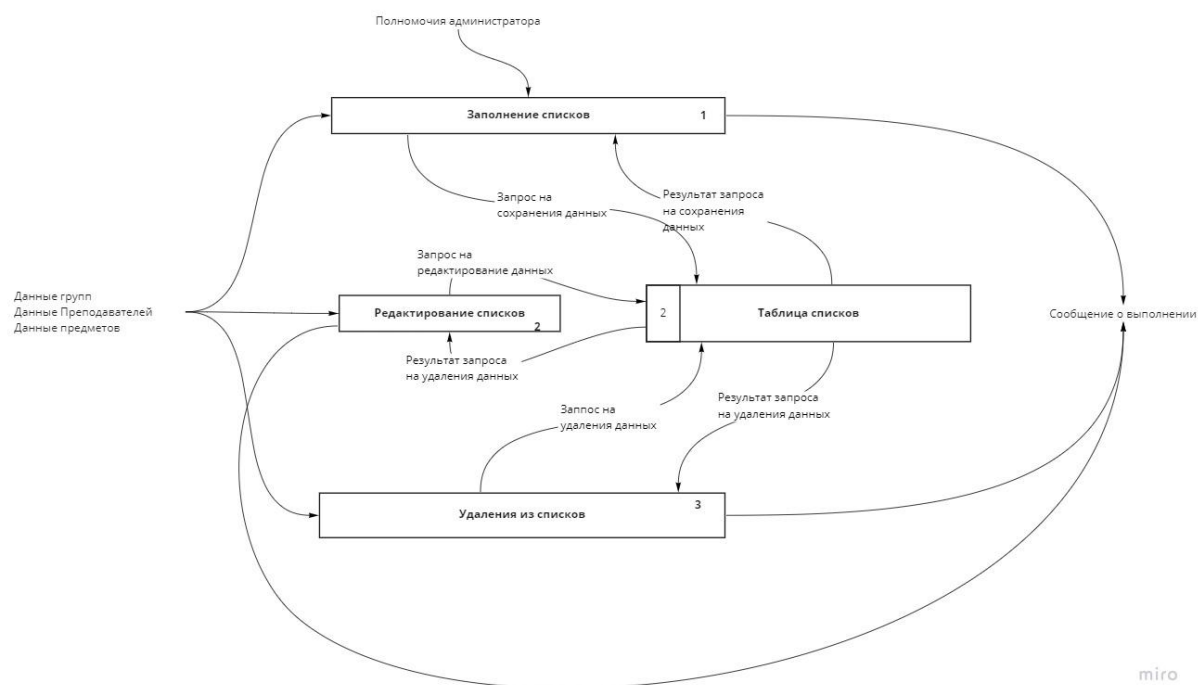 Полномочия администратора
Заполнение списков
1
Запрос на
сохранения данных
Результат запроса
на сохранения
данных
Запрос на
редактирование данных
Данные групп
Данные Преподавателей
Данные предметов
Редактирование списков
2
2
Таблица списков
Сообщение о выполнении
Результат запроса
на удаления данных
Заппос на
удаления данных
Результат запроса
на удаления данных
Удаления из списков
3
miro